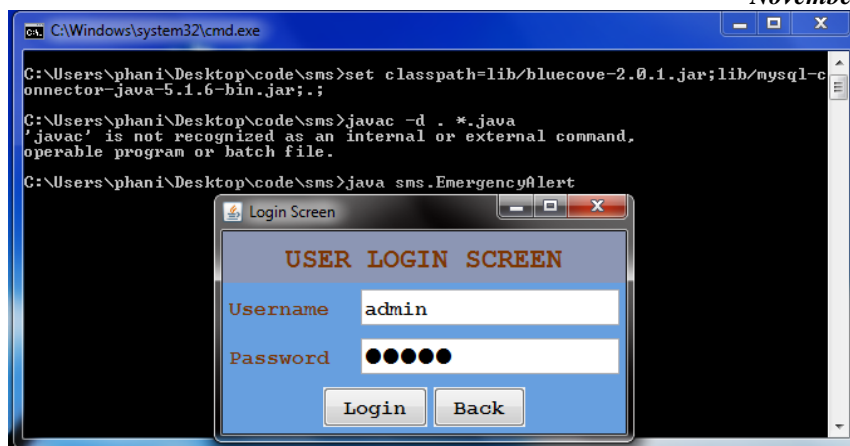 November
C:\Windows\system32\cmd.exe
C:\Users\phani\Desktop\code\sms>set classpath=lib/bluecove-2.0.1.jar;lib/mysql-c
onnector-java-5.1.6-bin.jar;.;
C:\Users\phani\Desktop\code\sms>javac -d . *.java
'javac' is not recognized as an internal or external command,
operable program or batch file.
C:\Users\phani\Desktop\code\sms>java sms.EmergencyAlert
Login Screen
USER LOGIN SCREEN
Username admin
Password ●●●●●
Login Back